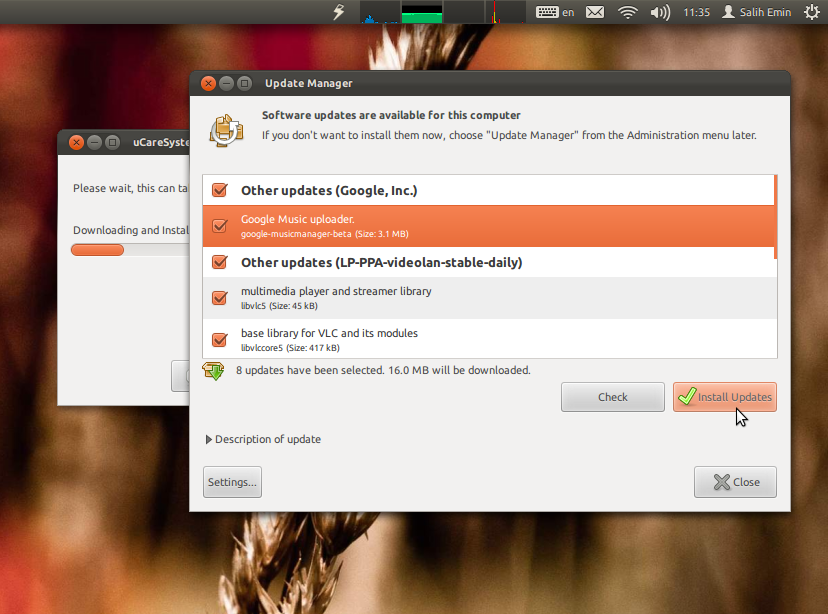 en
11:35
Salih Emin
Update Manager
Software updates are available for this computer
If you don't want to install them now, choose "Update Manager" from the Administration menu later.
uCareSyste
Please wait, this can ta
Downloading and Instal
Other updates (Google, Inc.)
Google Music uploader.
google-musicmanager-beta (Size: 3.1 MB)
Other updates (LP-PPA-videolan-stable-daily)
multimedia player and streamer library
libvlc5 (Size: 45 kB)
base library for VLC and its modules
libvlccore5 (Size: 417 kB)
8 updates have been selected. 16.0 MB will be downloaded.
Check
Install Updates
Description of update
Settings...
Close